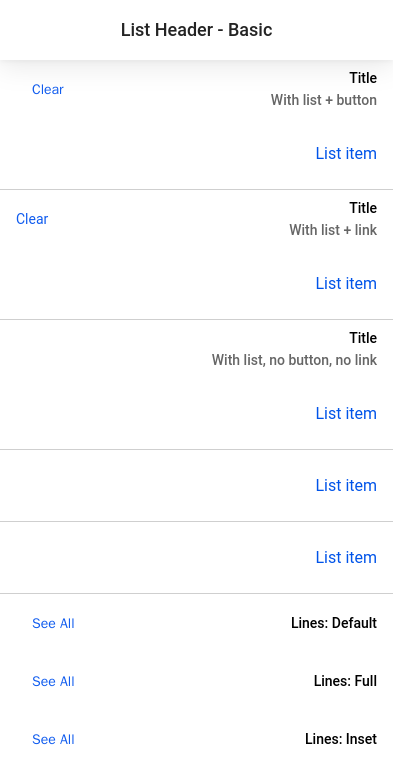 List Header - Basic
Title
Clear
With list + button
List item
Title
Clear
With list + link
List item
Title
With list, no button, no link
List item
List item
List item
Lines: Default
See All
Lines: Full
See All
Lines: Inset
See All